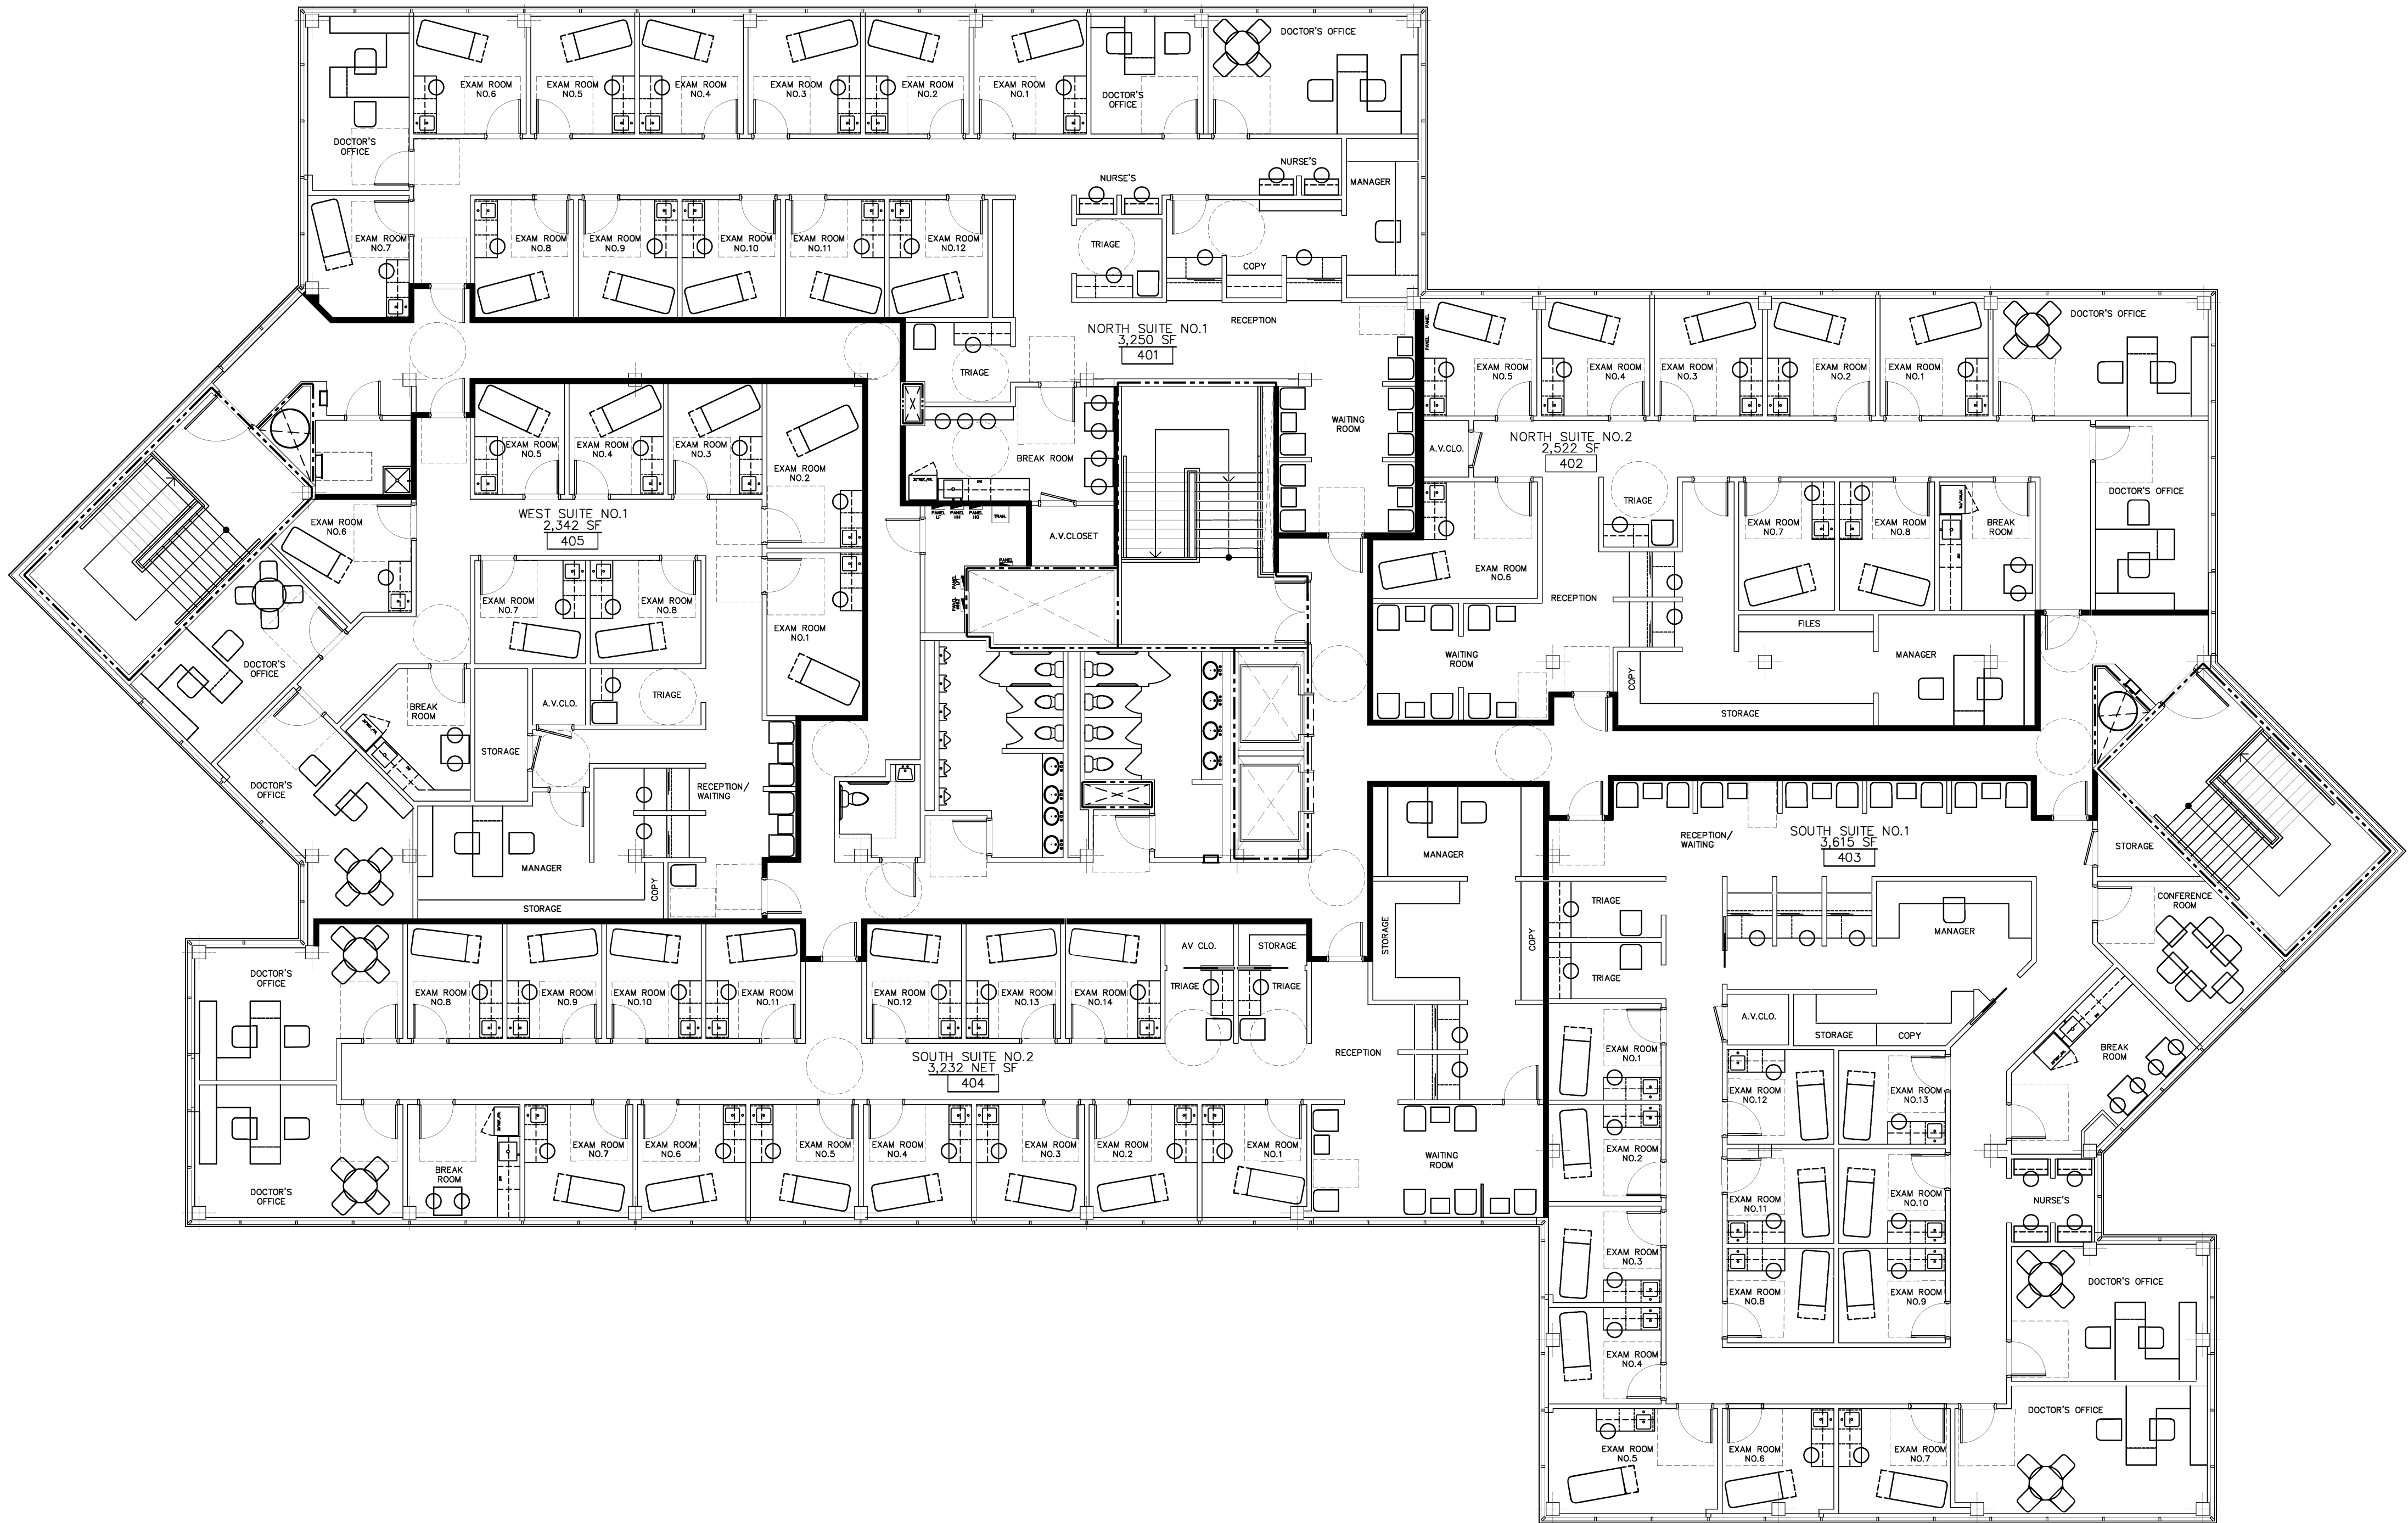 DOCTOR'S OFFICE
EXAM ROOM
NO.6
EXAM ROOM
NO.5
EXAM ROOM
NO.4
EXAM ROOM
NO.3
EXAM ROOM
NO.2
EXAM ROOM
NO.1
DOCTOR'S
OFFICE
DOCTOR'S
OFFICE
NURSE'S
NURSE'S
MANAGER
EXAM ROOM
NO.7
EXAM ROOM
NO.8
EXAM ROOM
NO.9
EXAM ROOM
NO.10
EXAM ROOM
NO.11
EXAM ROOM
NO.12
TRIAGE
COPY
RECEPTION
NORTH SUITE NO.1
3,250 SF
401
TRIAGE
BREAK ROOM
A.V.CLOSET
WAITING
ROOM
PANEL
PANEL
DOCTOR'S OFFICE
EXAM ROOM
NO.5
EXAM ROOM
NO.4
EXAM ROOM
NO.3
EXAM ROOM
NO.2
EXAM ROOM
NO.1
A.V.CLO.
NORTH SUITE NO.2
2,522 SF
402
TRIAGE
DOCTOR'S OFFICE
EXAM ROOM
NO.7
EXAM ROOM
NO.8
BREAK
ROOM
EXAM ROOM
NO.6
RECEPTION
FILES
WAITING
ROOM
MANAGER
COPY
STORAGE
EXAM ROOM
NO.5
EXAM ROOM
NO.4
EXAM ROOM
NO.3
EXAM ROOM
NO.2
WEST SUITE NO.1
2,342 SF
405
PANEL
LF
PANEL
HH
PANEL
HG
TRAN.
PANEL
EXAM ROOM
NO.6
EXAM ROOM
NO.7
EXAM ROOM
NO.8
EXAM ROOM
NO.1
DOCTOR'S
OFFICE
BREAK
ROOM
A.V.CLO.
TRIAGE
STORAGE
DOCTOR'S
OFFICE
RECEPTION/
WAITING
MANAGER
COPY
STORAGE
MANAGER
STORAGE
COPY
RECEPTION/
WAITING
SOUTH SUITE NO.1
3,615 SF
403
STORAGE
TRIAGE
TRIAGE
MANAGER
CONFERENCE
ROOM
A.V.CLO.
STORAGE
COPY
BREAK
ROOM
EXAM ROOM
NO.1
EXAM ROOM
NO.12
EXAM ROOM
NO.13
EXAM ROOM
NO.2
EXAM ROOM
NO.11
EXAM ROOM
NO.10
NURSE'S
EXAM ROOM
NO.3
EXAM ROOM
NO.8
EXAM ROOM
NO.9
DOCTOR'S OFFICE
EXAM ROOM
NO.4
DOCTOR'S OFFICE
EXAM ROOM
NO.5
EXAM ROOM
NO.6
EXAM ROOM
NO.7
DOCTOR'S
OFFICE
EXAM ROOM
NO.8
EXAM ROOM
NO.9
EXAM ROOM
NO.10
EXAM ROOM
NO.11
EXAM ROOM
NO.12
EXAM ROOM
NO.13
EXAM ROOM
NO.14
AV CLO.
STORAGE
TRIAGE
TRIAGE
RECEPTION
SOUTH SUITE NO.2
3,232 NET SF
404
DOCTOR'S
OFFICE
BREAK
ROOM
EXAM ROOM
NO.7
EXAM ROOM
NO.6
EXAM ROOM
NO.5
EXAM ROOM
NO.4
EXAM ROOM
NO.3
EXAM ROOM
NO.2
EXAM ROOM
NO.1
WAITING
ROOM